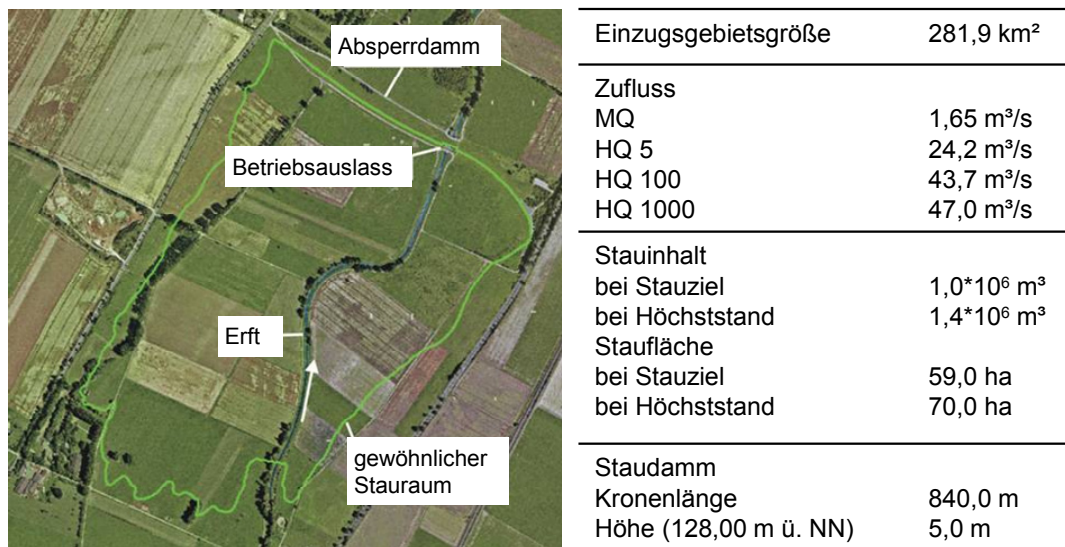 Absperrdamm
Betriebsauslass
Erft
gewöhnlicher
Stauraum
Einzugsgebietsgröße 281,9 km²
Zufluss
MQ 1,65 m³/s
HQ 5 24,2 m³/s
HQ 100 43,7 m³/s
HQ 1000 47,0 m³/s
Stauinhalt
bei Stauziel 1,0*10⁶ m³
bei Höchststand 1,4*10⁶ m³
Staufläche
bei Stauziel 59,0 ha
bei Höchststand 70,0 ha
Staudamm
Kronenlänge 840,0 m
Höhe (128,00 m ü. NN) 5,0 m